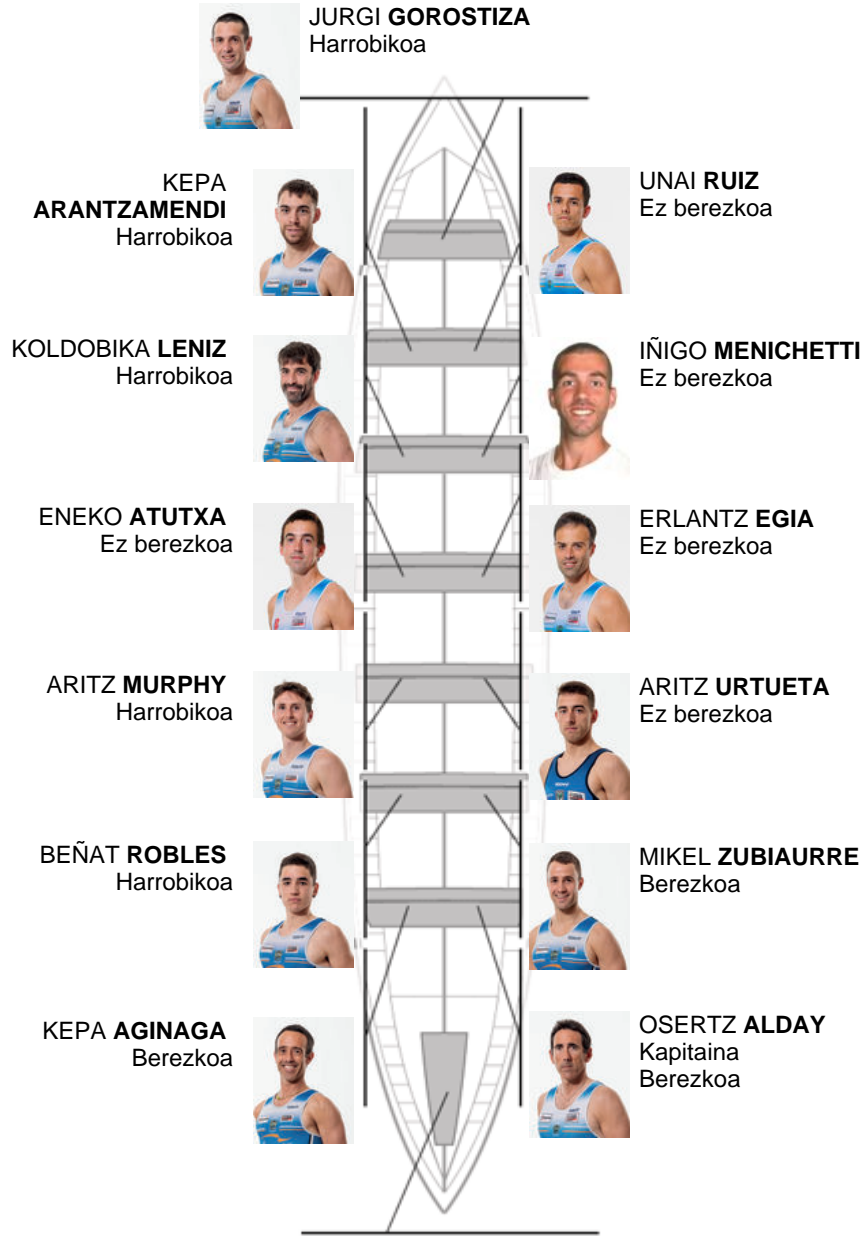 JURGI GOROSTIZA
Harrobikoa
KEPA
ARANTZAMENDI
Harrobikoa
UNAI RUIZ
Ez berezkoa
KOLDOBIKA LENIZ
Harrobikoa
IÑIGO MENICHETTI
Ez berezkoa
ENEKO ATUTXA
Ez berezkoa
ERLANTZ EGIA
Ez berezkoa
ARITZ MURPHY
Harrobikoa
ARITZ URTUETA
Ez berezkoa
BEÑAT ROBLES
Harrobikoa
MIKEL ZUBIAURRE
Berezkoa
KEPA AGINAGA
Berezkoa
OSERTZ ALDAY
Kapitaina
Berezkoa